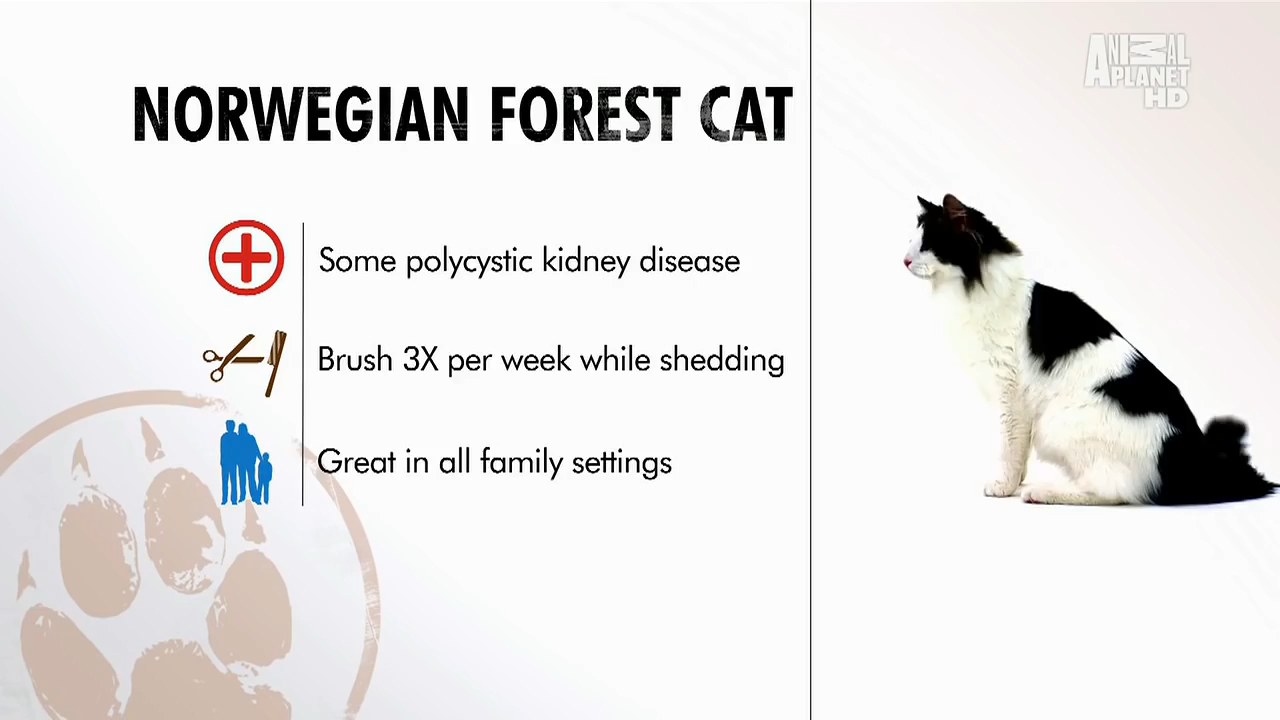 NORWEGIAN FOREST CAT
Some polycystic kidney disease
Brush 3X per week while shedding
Great in all family settings
ANIMAL
PLANET
HD